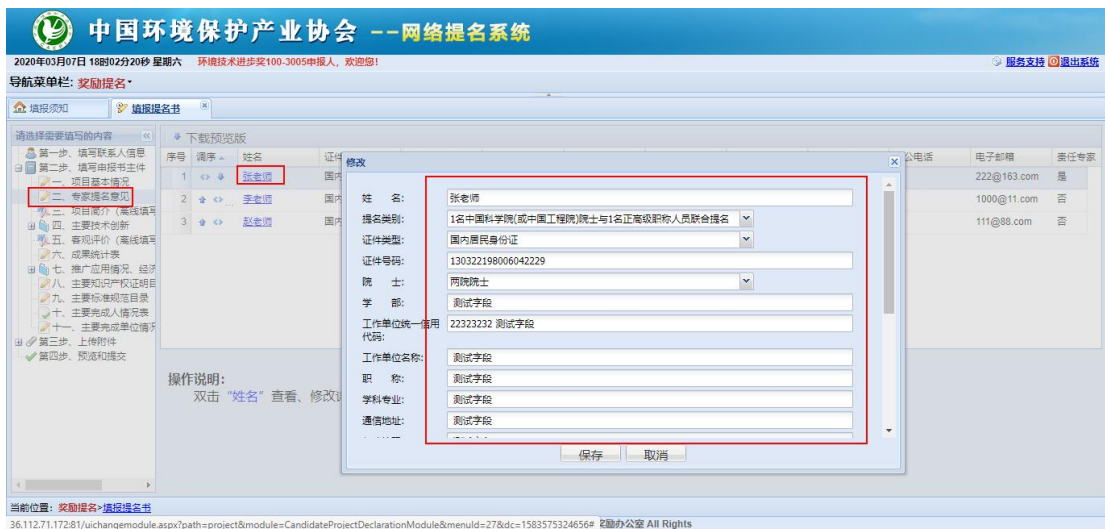 中国环境保护产业协会 --网络提名系统
2020年03月07日 18时02分20秒 星期六 环境技术进步奖100-3005申报人，欢迎您！ 服务支持 退出系统
导航菜单栏: 奖励提名
填报须知 填报提名书
请选择需要填写的内容
第一步、填写联系人信息
第二步、填写申报书主件
一、项目基本情况
二、专家提名意见
三、项目简介（离线填写
四、主要技术创新
五、客观评价（离线填写
六、成果统计表
七、推广应用情况、经济
八、主要知识产权证明目
九、主要标准规范目录
十、主要完成人情况表
十一、主要完成单位情况
第三步、上传附件
第四步、预览和提交
下载预览版
序号 调序 姓名 证件 公电话 电子邮箱 责任专家
1 张老师 国内 222@163.com 是
2 李老师 国内 1000@11.com 否
3 赵老师 国内 111@88.com 否
操作说明:
双击 "姓名" 查看、修改
修改
姓 名: 张老师
提名类别: 1名中国科学院(或中国工程院)院士与1名正高级职称人员联合提名
证件类型: 国内居民身份证
证件号码: 130322198006042229
院 士: 两院院士
学 部: 测试字段
工作单位统一信用代码: 22323232 测试字段
工作单位名称: 测试字段
职 称: 测试字段
学科专业: 测试字段
通信地址: 测试字段
保存 取消
当前位置: 奖励提名>填报提名书
36.112.71.172:81/uichangemodule.aspx?path=project&module=CandidateProjectDeclarationModule&menuId=27&dc=1583575324656# 奖励办公室 All Rights